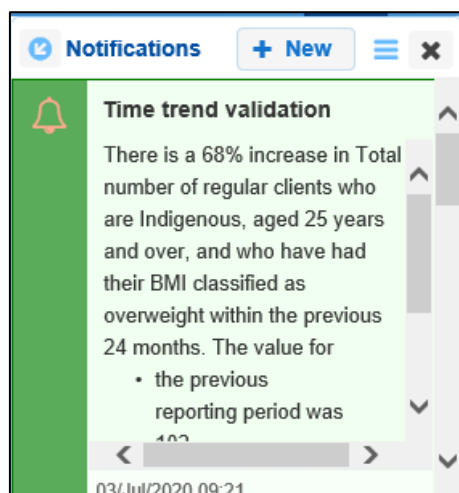 Notifications + New
Time trend validation
There is a 68% increase in Total
number of regular clients who
are Indigenous, aged 25 years
and over, and who have had
their BMI classified as
overweight within the previous
24 months. The value for
• the previous
reporting period was
03/Jul/2020 09:21